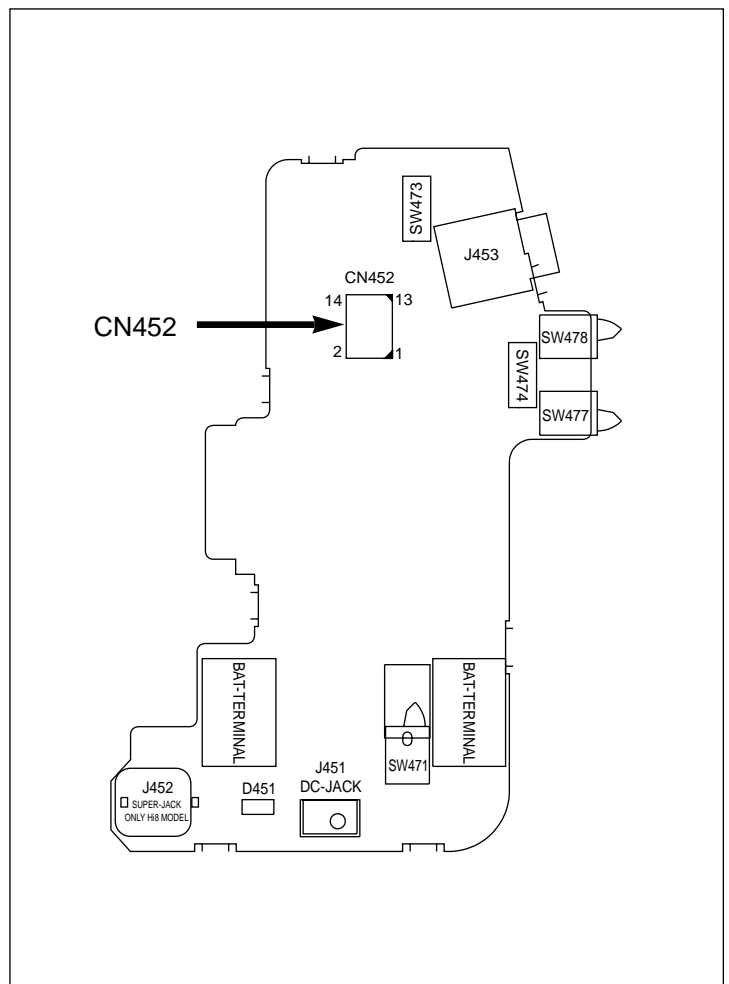 SW473
J453
CN452
14 13
CN452
2 1
SW478
SW474
SW477
BAT-TERMINAL
BAT-TERMINAL
SW471
J451
DC-JACK
D451
J452
SUPER-JACK
ONLY Hi8 MODEL